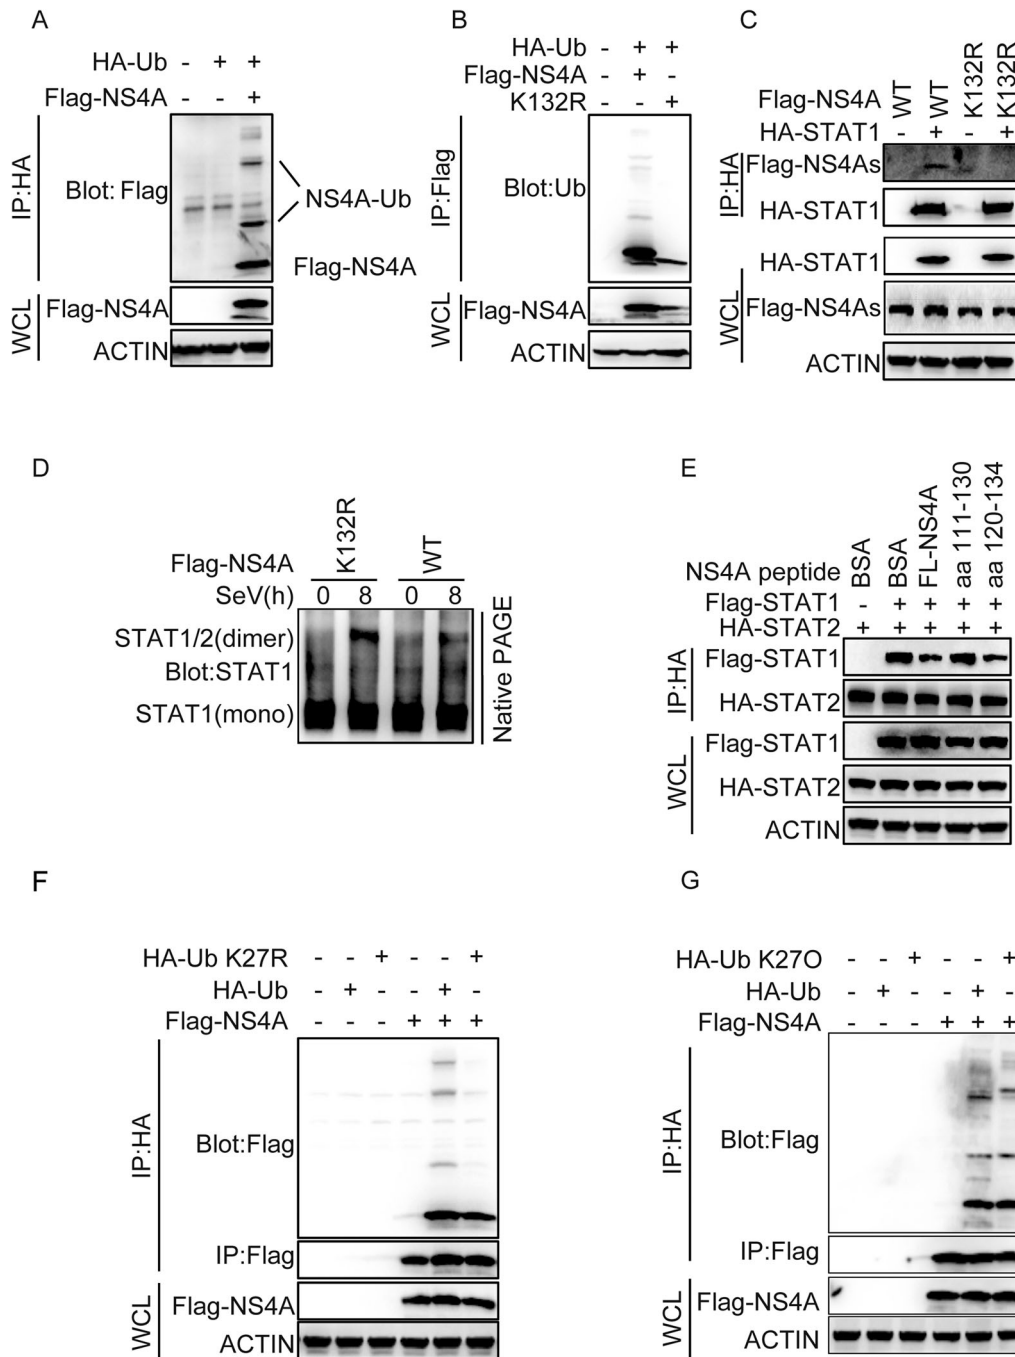 A
HA-Ub - + +
Flag-NS4A - - +
IP:HA
Blot: Flag
NS4A-Ub
Flag-NS4A
WCL
Flag-NS4A
ACTIN
B
HA-Ub - + +
Flag-NS4A - + -
K132R - - +
IP:Flag
Blot:Ub
WCL
Flag-NS4A
ACTIN
C
Flag-NS4A WT WT K132R K132R
HA-STAT1 - + - +
IP:HA
Flag-NS4As
HA-STAT1
WCL
HA-STAT1
Flag-NS4As
ACTIN
D
Flag-NS4A K132R WT
SeV(h) 0 8 0 8
STAT1/2(dimer)
Blot:STAT1
STAT1(mono)
Native PAGE
E
NS4A peptide BSA BSA FL-NS4A aa 111-130 aa 120-134
Flag-STAT1 - + + + +
HA-STAT2 + + + + +
IP:HA
Flag-STAT1
HA-STAT2
WCL
Flag-STAT1
HA-STAT2
ACTIN
F
HA-Ub K27R - - + - - +
HA-Ub - + - - + -
Flag-NS4A - - - + + +
IP:HA
Blot:Flag
IP:Flag
WCL
Flag-NS4A
ACTIN
G
HA-Ub K27O - - + - - +
HA-Ub - + - - + -
Flag-NS4A - - - + + +
IP:HA
Blot:Flag
IP:Flag
WCL
Flag-NS4A
ACTIN